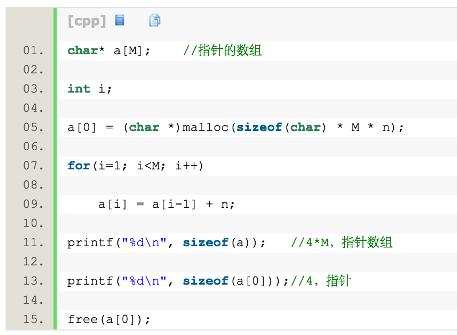 [cpp]
01. char* a[M]; //指针的数组
02.
03. int i;
04.
05. a[0] = (char *)malloc(sizeof(char) * M * n);
06.
07. for(i=1; i<M; i++)
08.
09. a[i] = a[i-1] + n;
10.
11. printf("%d\n", sizeof(a)); //4*M，指针数组
12.
13. printf("%d\n", sizeof(a[0]));//4，指针
14.
15. free(a[0]);